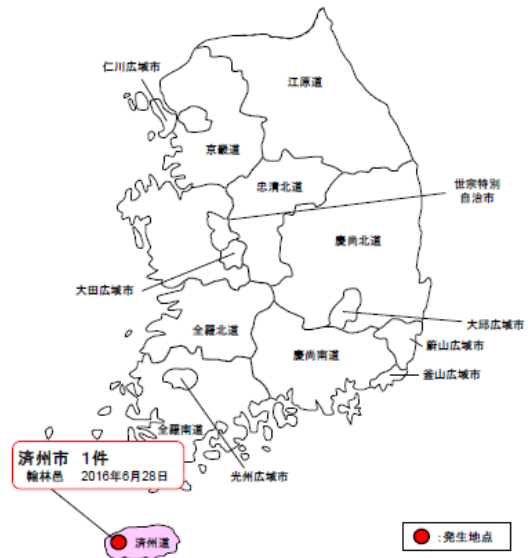 仁川広域市
江原道
京畿道
忠清北道
世宗特別
自治市
慶尚北道
大田広域市
全羅北道
大邱広域市
慶尚南道
蔚山広域市
釜山広域市
全羅南道
光州広域市
済州市 1件
翰林邑 2016年6月28日
済州道
:発生地点